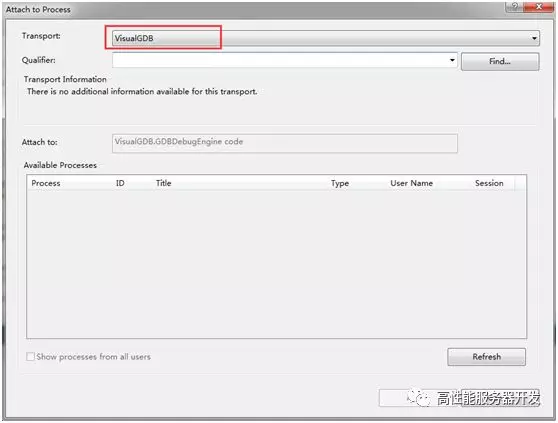 Attach to Process
Transport:
VisualGDB
Qualifier:
Find...
Transport Information
There is no additional information available for this transport.
Attach to:
VisualGDB.GDBDebugEngine code
Available Processes
Process ID Title Type User Name Session
Show processes from all users
Refresh
高性能服务器开发